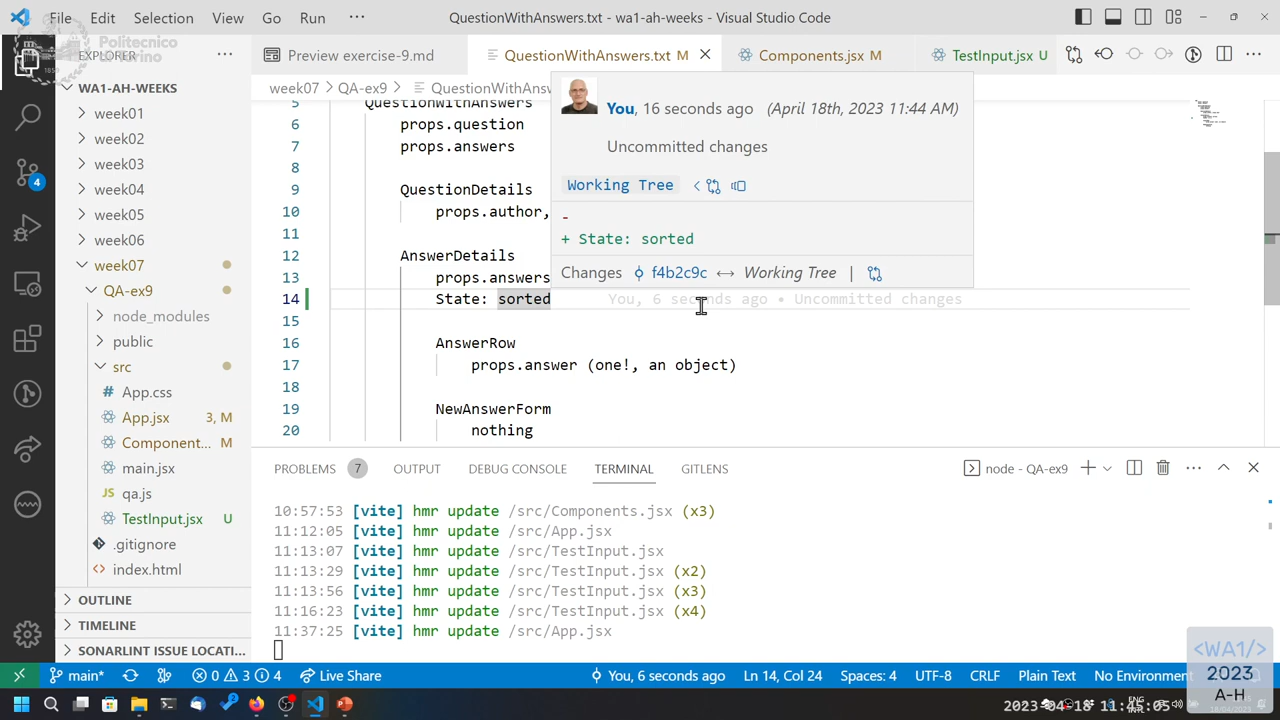 File Edit Selection View Go Run ··· QuestionWithAnswers.txt - wa1-ah-weeks - Visual Studio Code
Politecnico
di Torino
EXPLORER ···
Preview exercise-9.md QuestionWithAnswers.txt M Components.jsx M TestInput.jsx U
WA1-AH-WEEKS
week07 > QA-ex9 > QuestionWithAnsw
week01
week02
week03
week04
week05
week06
week07
QA-ex9
node_modules
public
src
App.css
App.jsx 3, M
Component... M
main.jsx
qa.js
TestInput.jsx U
.gitignore
index.html
OUTLINE
TIMELINE
SONARLINT ISSUE LOCATI...
4
5 QuestionWithAnswers
6 props.question
7 props.answers
8
9 QuestionDetails
10 props.author,
11
12 AnswerDetails
13 props.answers
14 State: sorted You, 6 seconds ago • Uncommitted changes
15
16 AnswerRow
17 props.answer (one!, an object)
18
19 NewAnswerForm
20 nothing
You, 16 seconds ago (April 18th, 2023 11:44 AM)
Uncommitted changes
Working Tree
-
+ State: sorted
Changes f4b2c9c ↔ Working Tree |
PROBLEMS 7 OUTPUT DEBUG CONSOLE TERMINAL GITLENS node - QA-ex9
10:57:53 [vite] hmr update /src/Components.jsx (x3)
11:12:05 [vite] hmr update /src/App.jsx
11:13:07 [vite] hmr update /src/TestInput.jsx
11:13:29 [vite] hmr update /src/TestInput.jsx (x2)
11:13:56 [vite] hmr update /src/TestInput.jsx (x3)
11:16:23 [vite] hmr update /src/TestInput.jsx (x4)
11:37:25 [vite] hmr update /src/App.jsx
<WA1/>
2023
A-H
main* 0 3 4 Live Share You, 6 seconds ago Ln 14, Col 24 Spaces: 4 UTF-8 CRLF Plain Text No Environment
ENG
2023-04-18 11:45:05